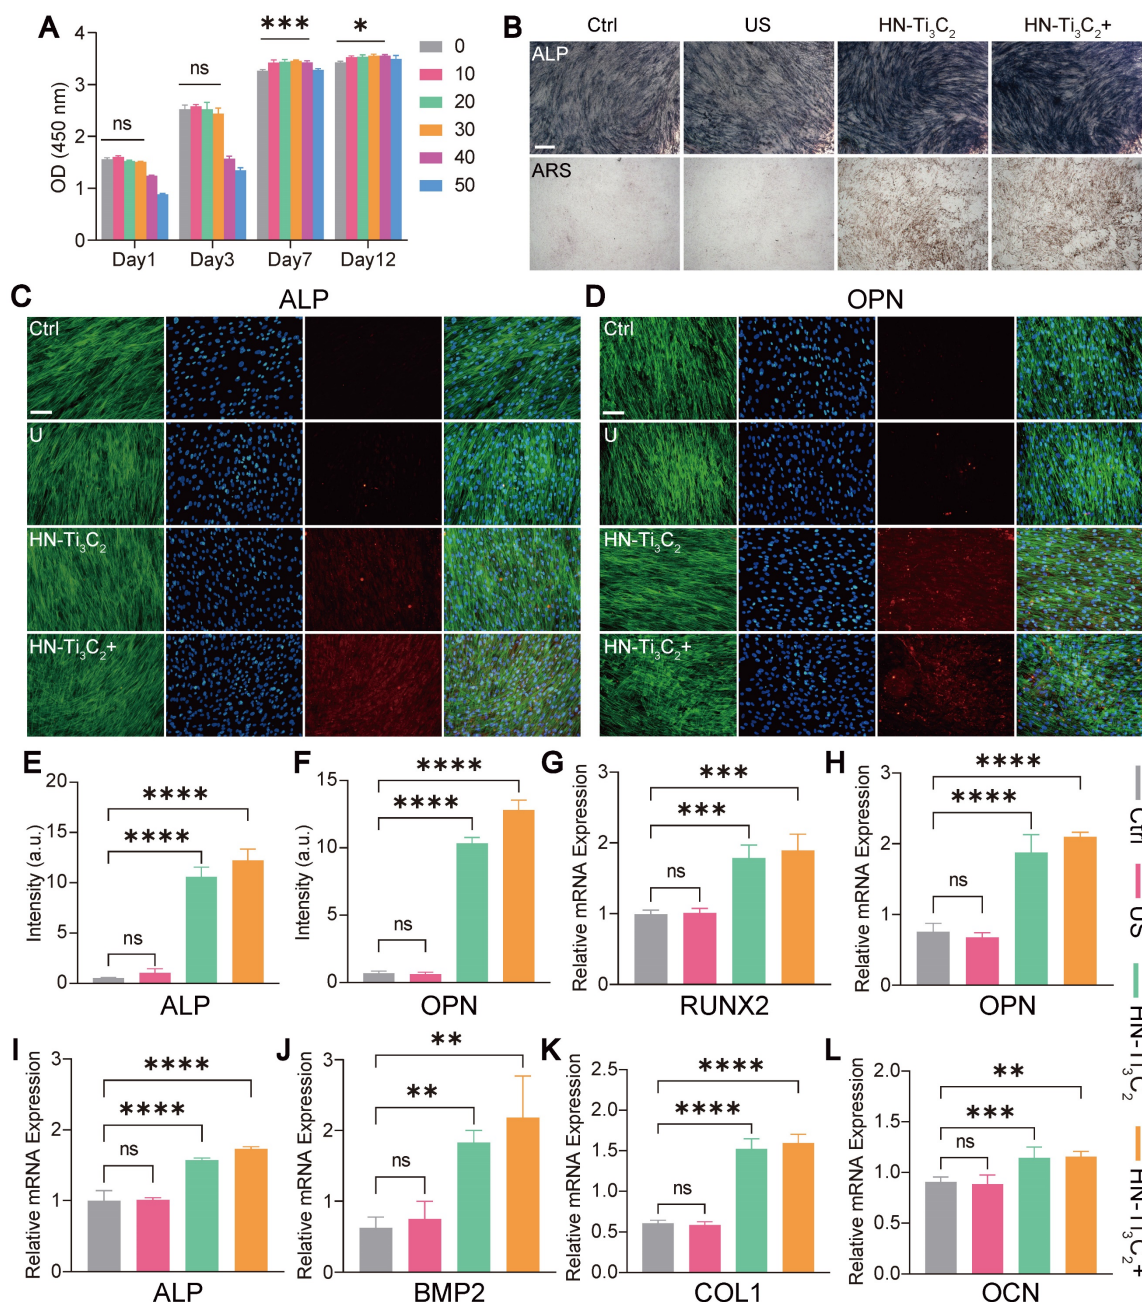 A
4
3
2
1
0
OD (450 nm)
ns
ns
***
*
Day1
Day3
Day7
Day12
0
10
20
30
40
50
B
Ctrl
US
HN-Ti₃C₂
HN-Ti₃C₂+
ALP
ARS
C
ALP
Ctrl
U
HN-Ti₃C₂
HN-Ti₃C₂+
D
OPN
Ctrl
U
HN-Ti₃C₂
HN-Ti₃C₂+
E
20
15
10
5
0
Intensity (a.u.)
****
****
ns
ALP
F
15
10
5
0
Intensity (a.u.)
****
****
ns
OPN
G
3
2
1
0
Relative mRNA Expression
***
***
ns
RUNX2
H
3
2
1
0
Relative mRNA Expression
****
****
ns
OPN
Ctrl
US
HN-Ti₃C₂
HN-Ti₃C₂+
I
3
2
1
0
Relative mRNA Expression
****
****
ns
ALP
J
3
2
1
0
Relative mRNA Expression
**
**
ns
BMP2
K
2.5
2.0
1.5
1.0
0.5
0.0
Relative mRNA Expression
****
****
ns
COL1
L
2.0
1.5
1.0
0.5
0.0
Relative mRNA Expression
**
***
ns
OCN